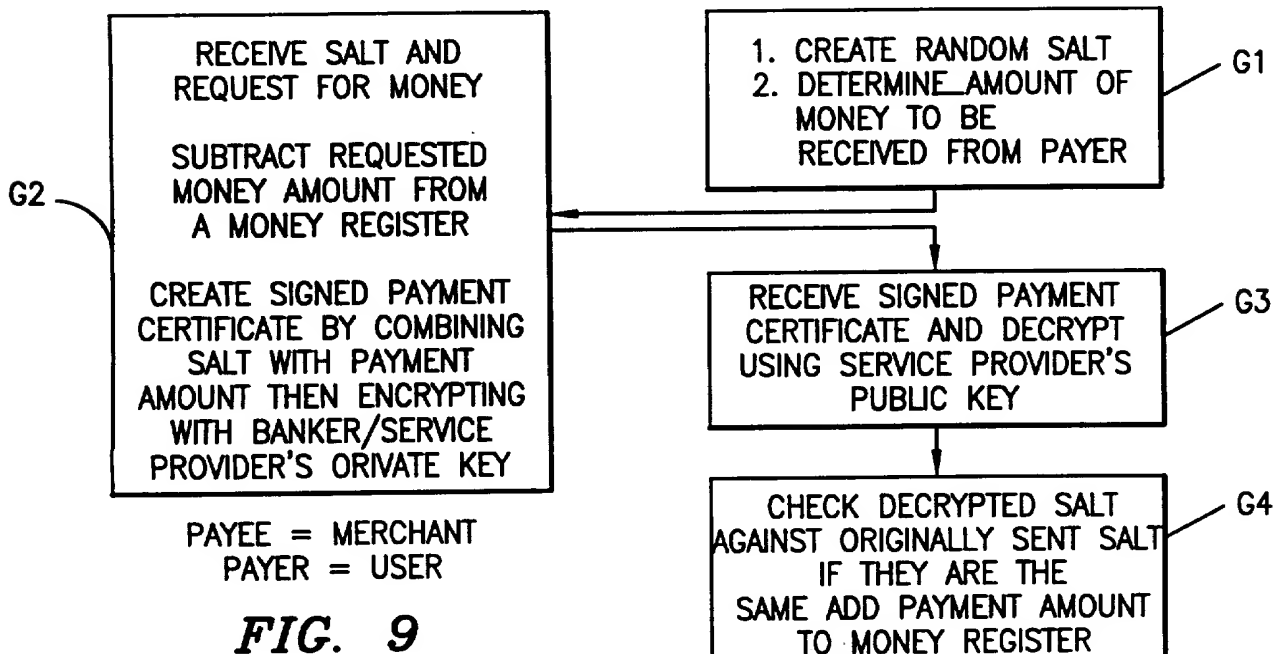 RECEIVE SALT AND
REQUEST FOR MONEY
SUBTRACT REQUESTED
MONEY AMOUNT FROM
A MONEY REGISTER
CREATE SIGNED PAYMENT
CERTIFICATE BY COMBINING
SALT WITH PAYMENT
AMOUNT THEN ENCRYPTING
WITH BANKER/SERVICE
PROVIDER'S ORIVATE KEY
G2
1. CREATE RANDOM SALT
2. DETERMINE AMOUNT OF
MONEY TO BE
RECEIVED FROM PAYER
G1
RECEIVE SIGNED PAYMENT
CERTIFICATE AND DECRYPT
USING SERVICE PROVIDER'S
PUBLIC KEY
G3
CHECK DECRYPTED SALT
AGAINST ORIGINALLY SENT SALT
IF THEY ARE THE
SAME ADD PAYMENT AMOUNT
TO MONEY REGISTER
G4
PAYEE = MERCHANT
PAYER = USER
FIG. 9